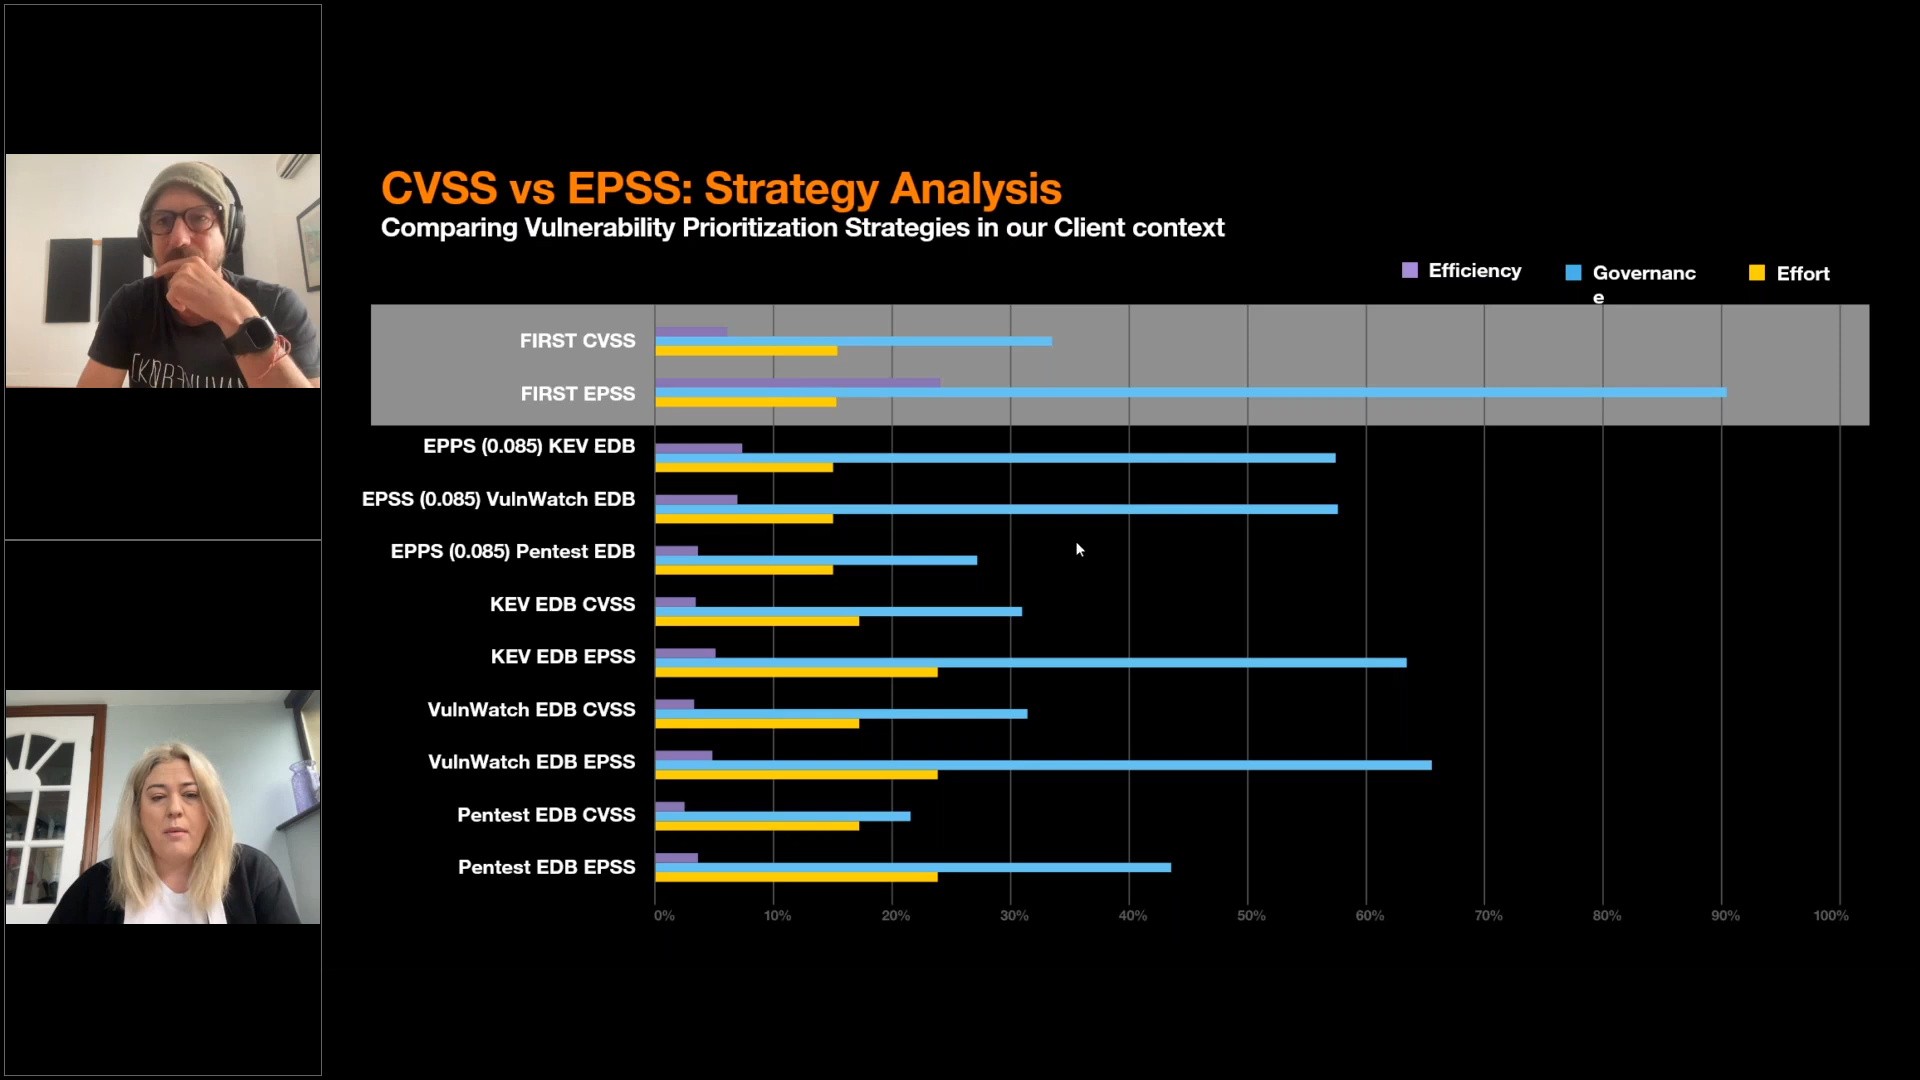 CVSS vs EPSS: Strategy Analysis
Comparing Vulnerability Prioritization Strategies in our Client context
Efficiency
Governanc
e
Effort
FIRST CVSS
FIRST EPSS
EPPS (0.085) KEV EDB
EPSS (0.085) VulnWatch EDB
EPPS (0.085) Pentest EDB
KEV EDB CVSS
KEV EDB EPSS
VulnWatch EDB CVSS
VulnWatch EDB EPSS
Pentest EDB CVSS
Pentest EDB EPSS
0% 10% 20% 30% 40% 50% 60% 70% 80% 90% 100%